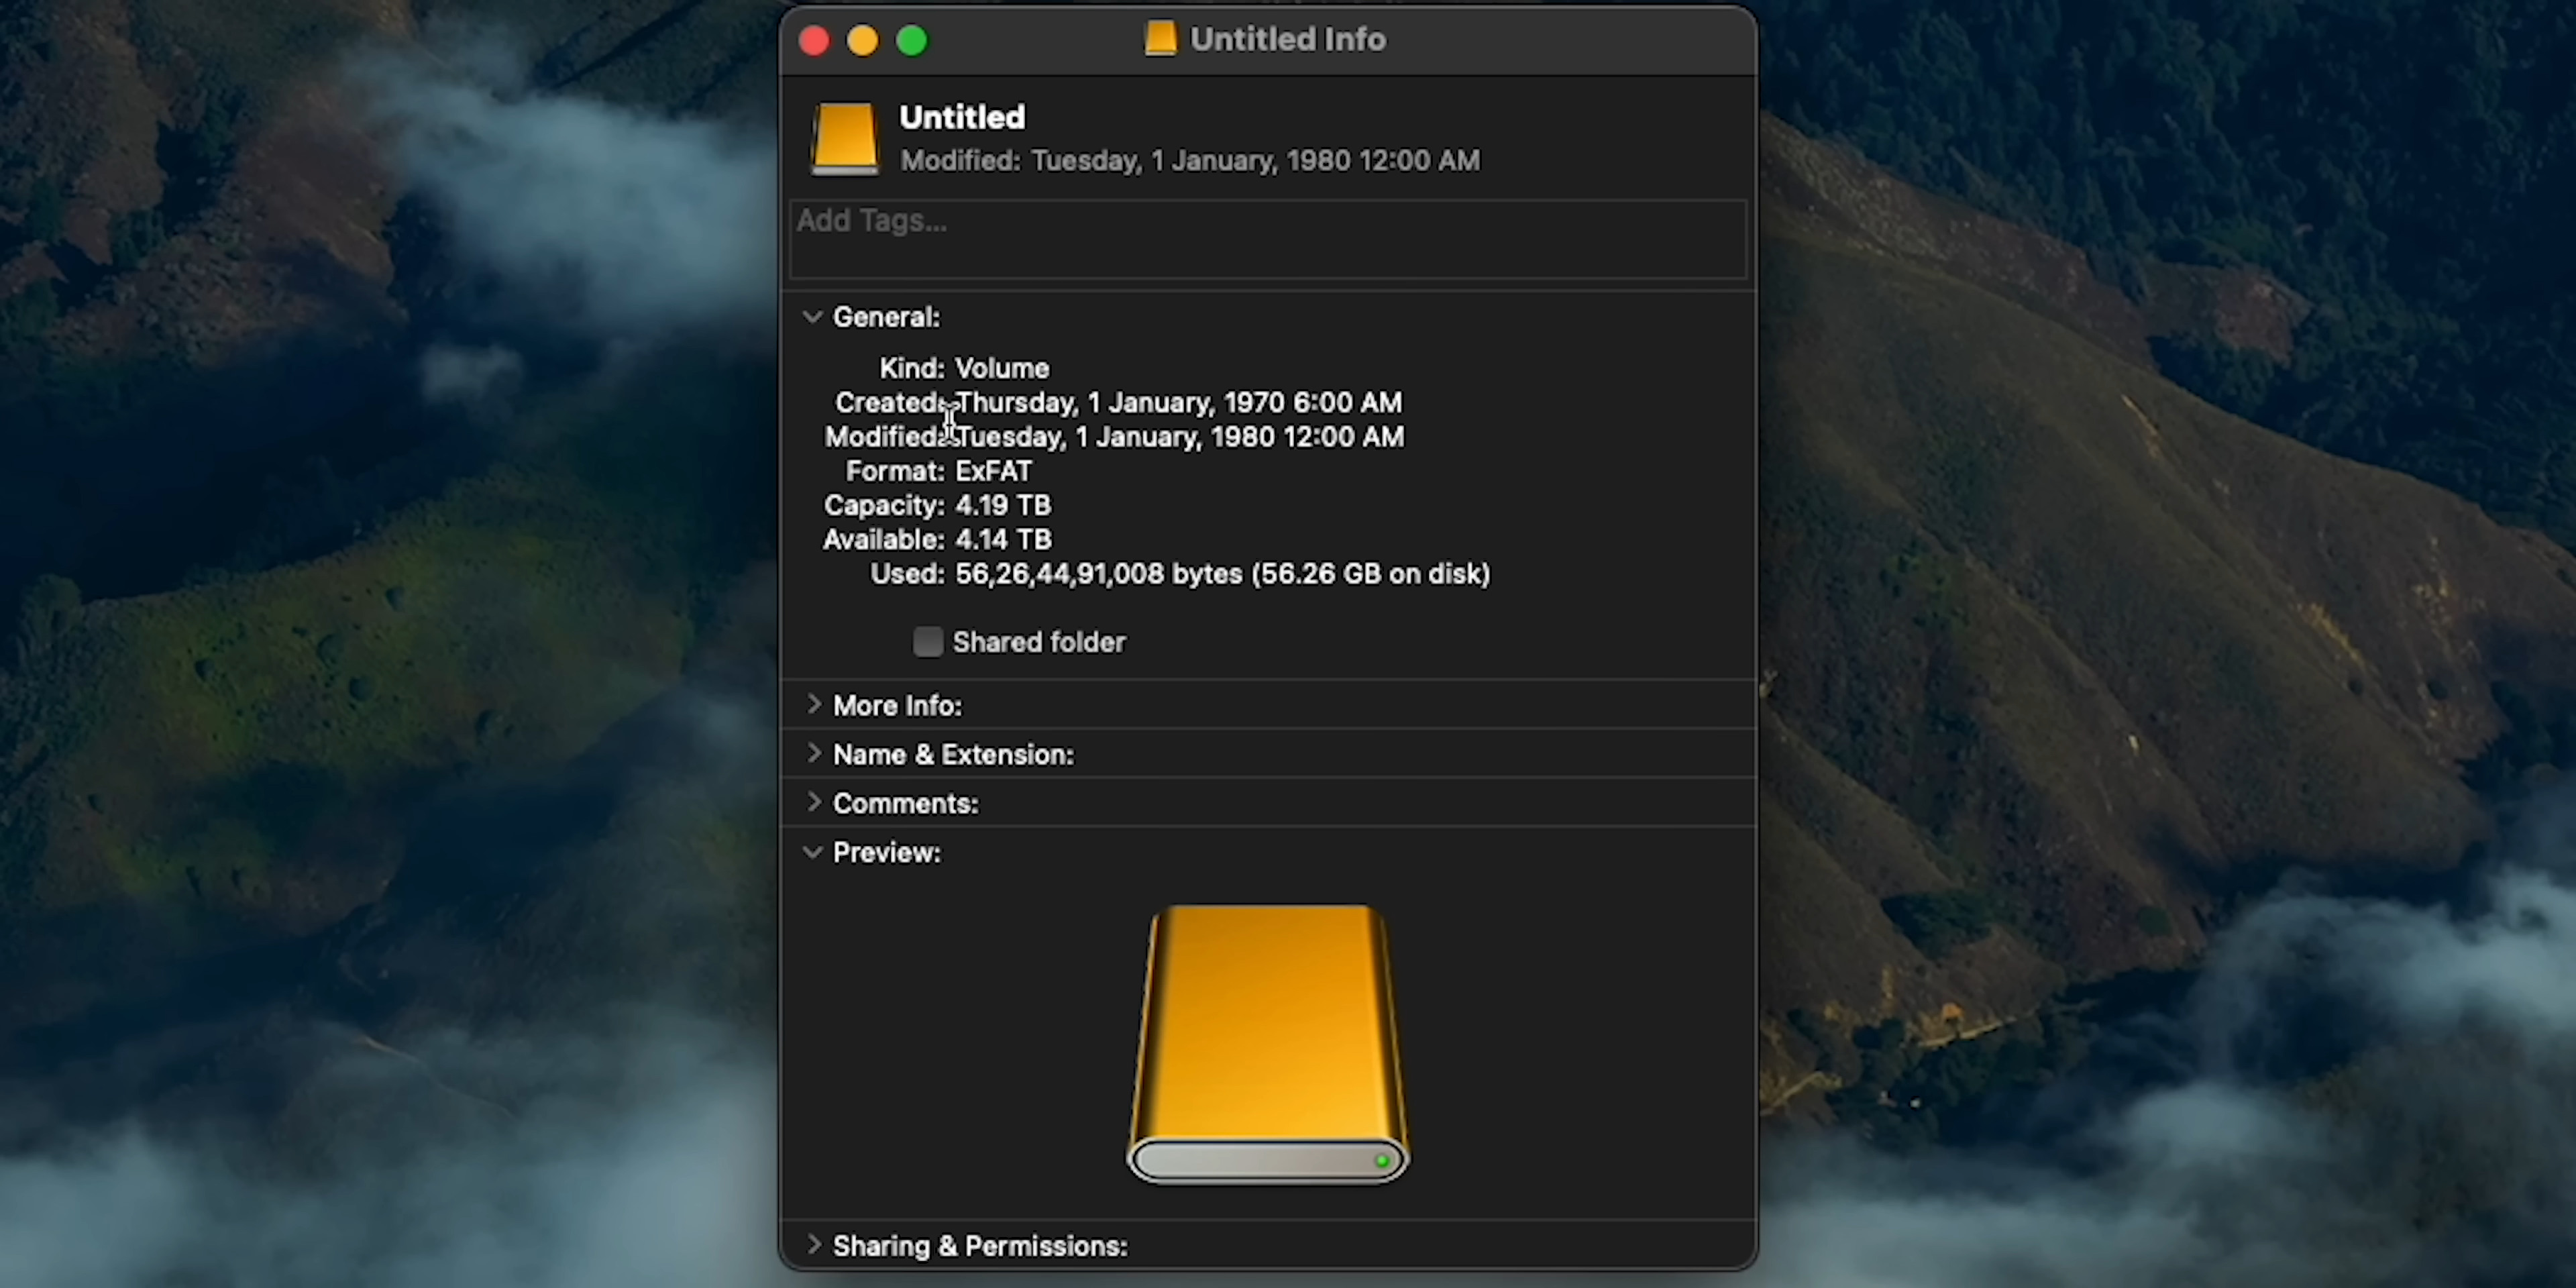 Untitled Info
Untitled
Modified: Tuesday, 1 January, 1980 12:00 AM
Add Tags...
General:
Kind: Volume
Created: Thursday, 1 January, 1970 6:00 AM
Modified: Tuesday, 1 January, 1980 12:00 AM
Format: ExFAT
Capacity: 4.19 TB
Available: 4.14 TB
Used: 56,26,44,91,008 bytes (56.26 GB on disk)
Shared folder
More Info:
Name & Extension:
Comments:
Preview:
Sharing & Permissions: